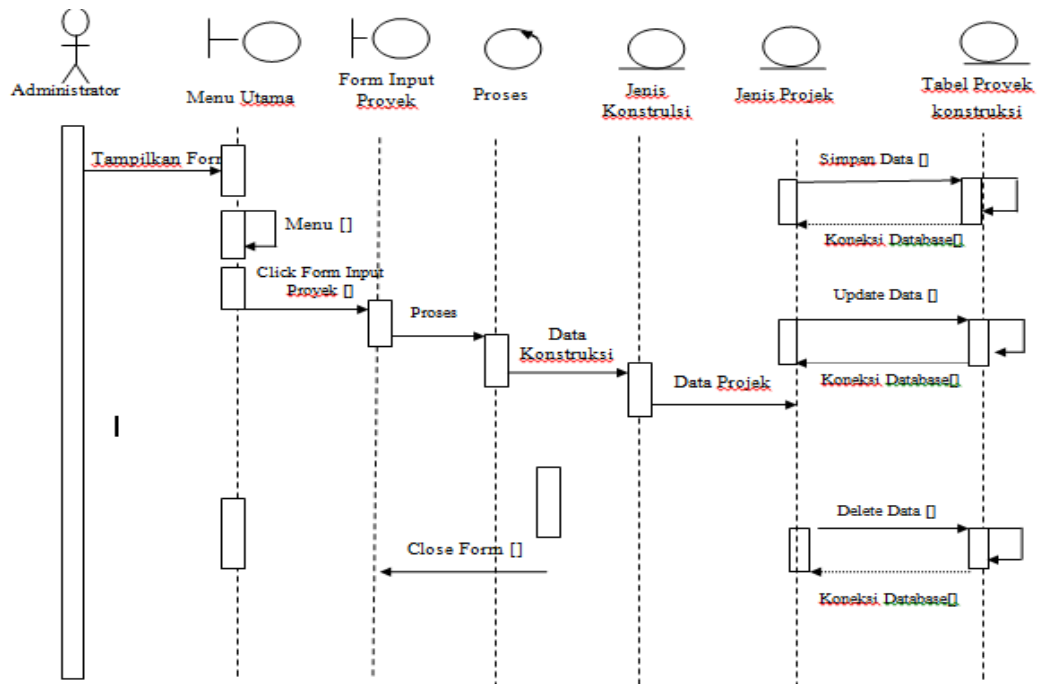 Administrator
Menu Utama
Form Input
Proyek
Proses
Jenis
Konstrulsi
Jenis Projek
Tabel Proyek
konstruksi
Tampilkan Forr
Simpan Data []
Menu []
Koneksi Database[]
Click Form Input
Proyek []
Update Data []
Proses
Data
Konstruksi
Data Projek
Koneksi Database[]
Delete Data []
Close Form []
Koneksi Database[]